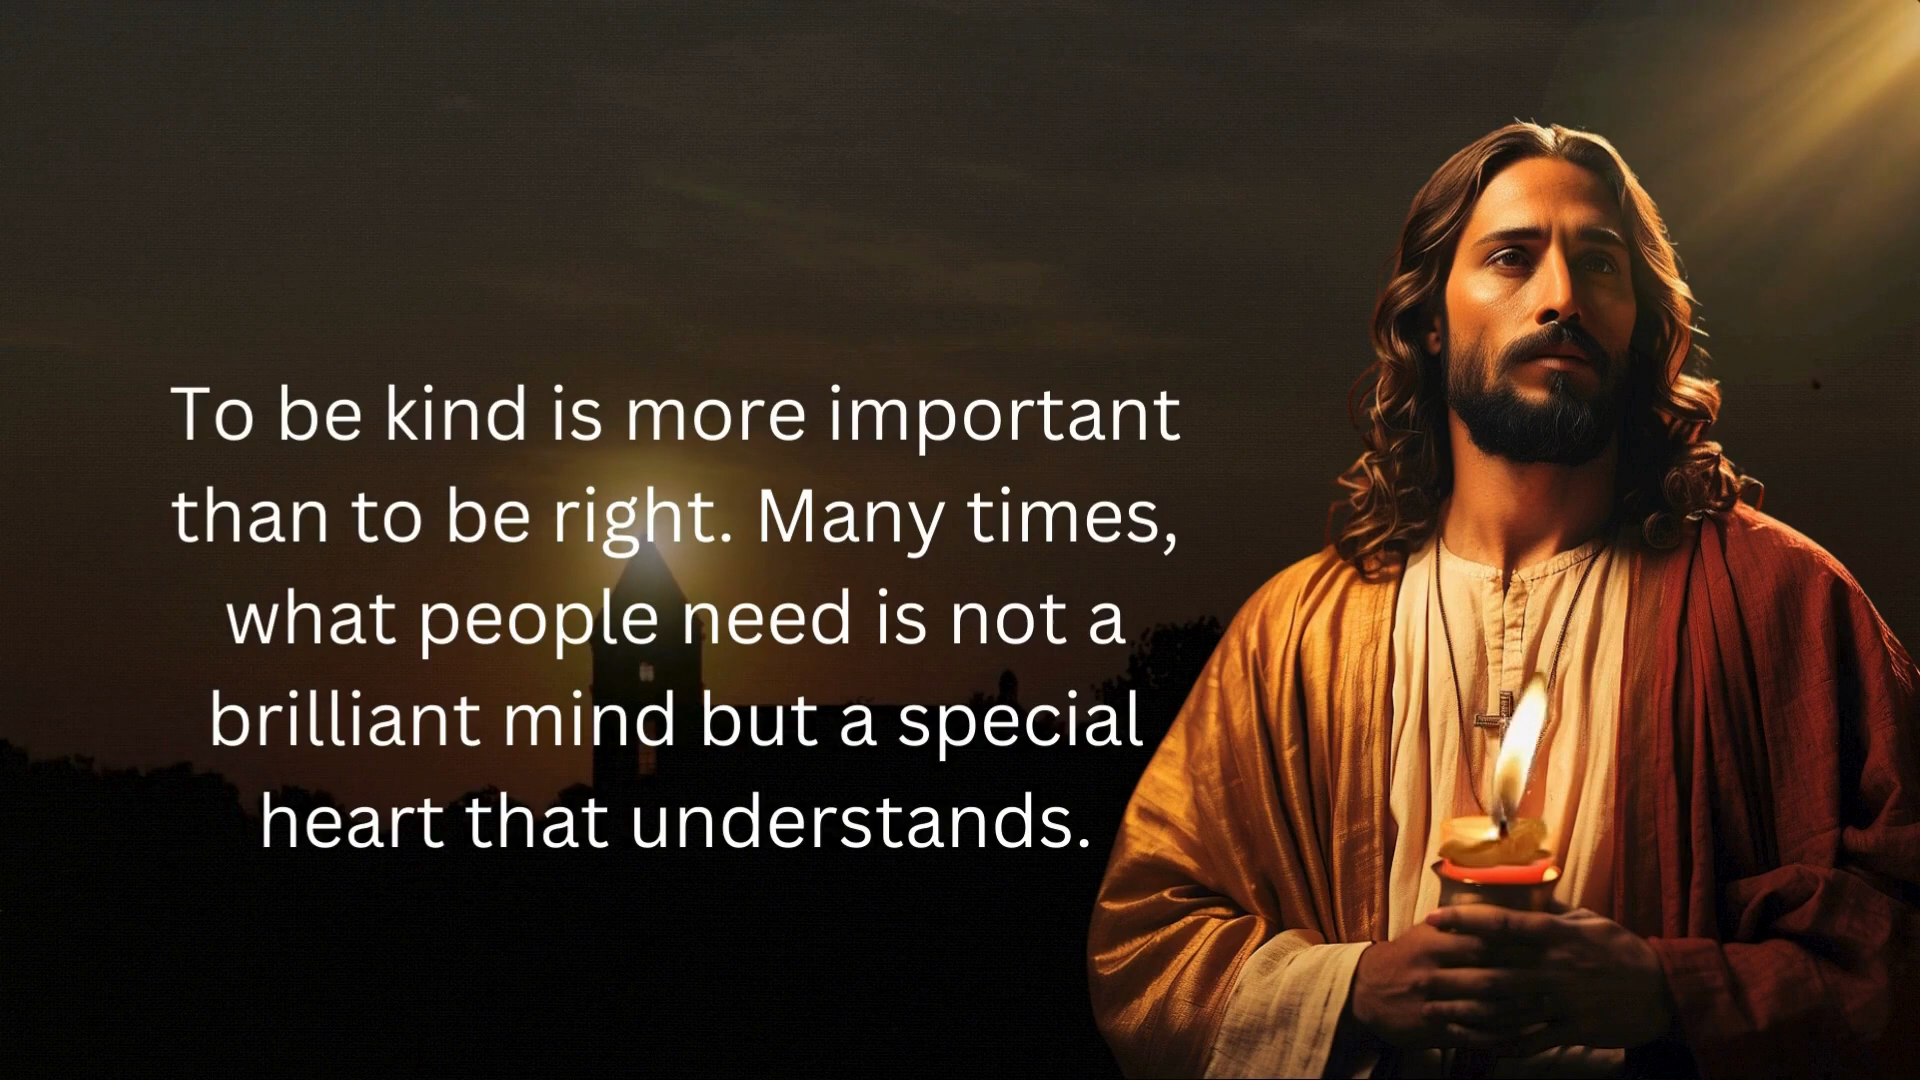 To be kind is more important
than to be right. Many times,
what people need is not a
brilliant mind but a special
heart that understands.